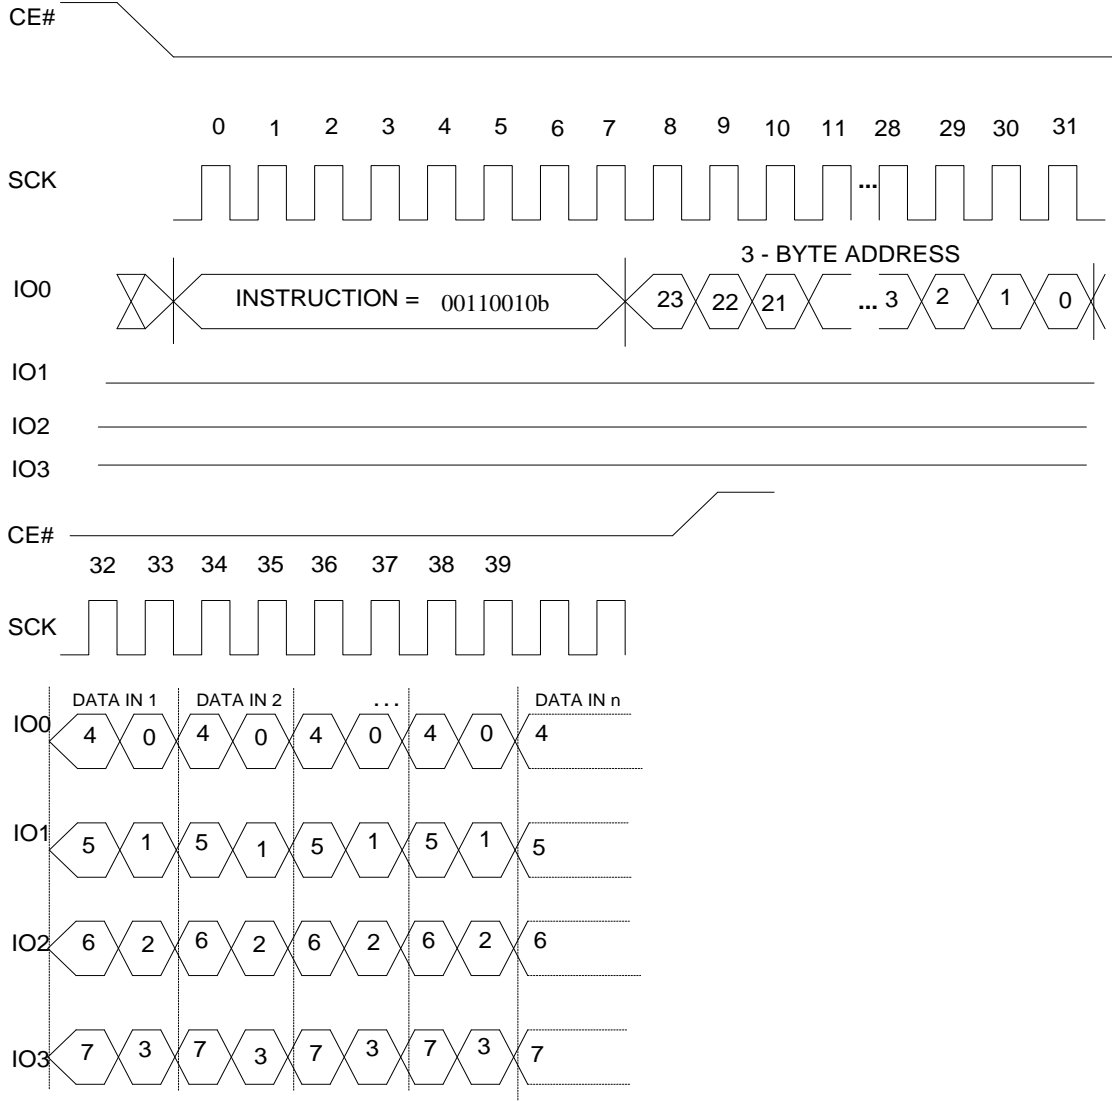 CE#
0 1 2 3 4 5 6 7 8 9 10 11 28 29 30 31
SCK ...
3 - BYTE ADDRESS
IO0 INSTRUCTION = 00110010b 23 22 21 ... 3 2 1 0
IO1
IO2
IO3
CE#
32 33 34 35 36 37 38 39
SCK
DATA IN 1 DATA IN 2 ... DATA IN n
IO0 4 0 4 0 4 0 4 0 4
IO1 5 1 5 1 5 1 5 1 5
IO2 6 2 6 2 6 2 6 2 6
IO3 7 3 7 3 7 3 7 3 7